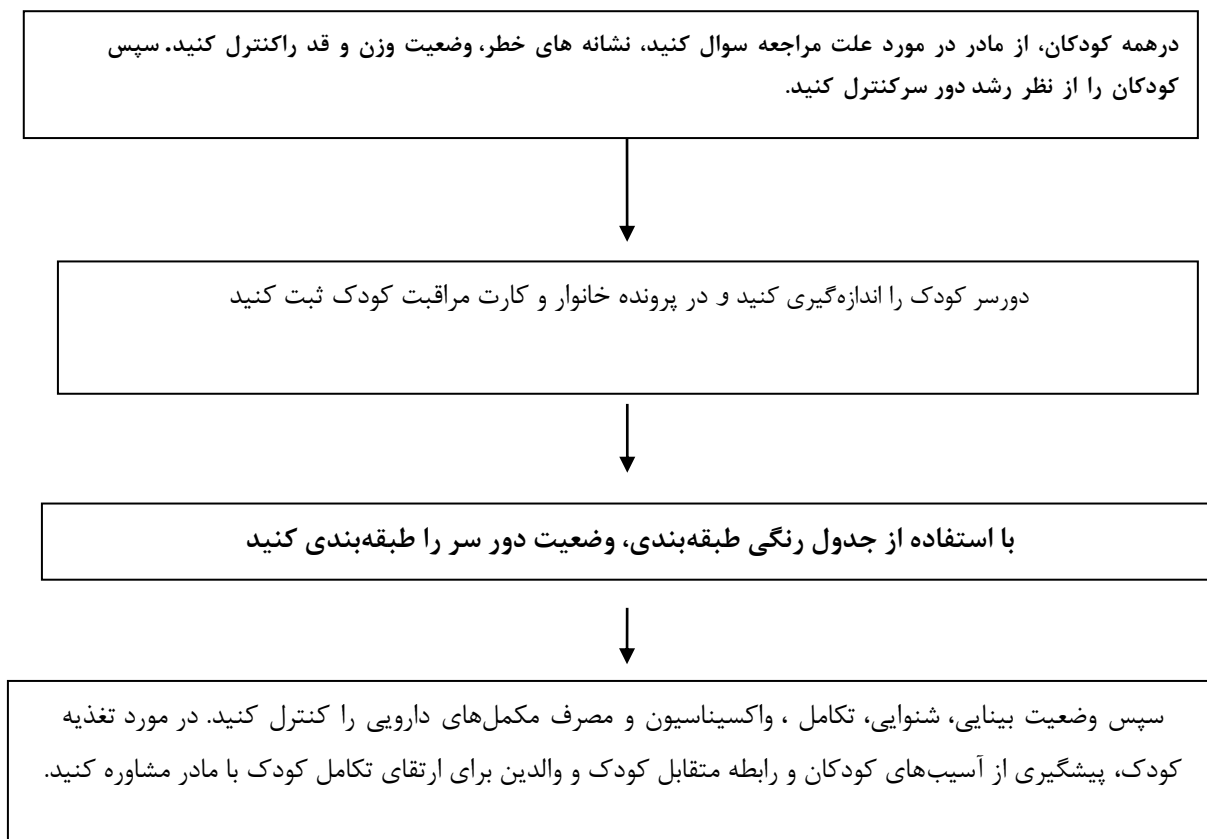 درهمه کودکان، از مادر در مورد علت مراجعه سوال کنید، نشانه های خطر، وضعیت وزن و قد راکنترل کنید. سپس
کودکان را از نظر رشد دور سرکنترل کنید.
دورسر کودک را اندازه‌گیری کنید و در پرونده خانوار و کارت مراقبت کودک ثبت کنید
با استفاده از جدول رنگی طبقه‌بندی، وضعیت دور سر را طبقه‌بندی کنید
سپس وضعیت بینایی، شنوایی، تکامل ، واکسیناسیون و مصرف مکمل‌های دارویی را کنترل کنید. در مورد تغذیه
کودک، پیشگیری از آسیب‌های کودکان و رابطه متقابل کودک و والدین برای ارتقای تکامل کودک با مادر مشاوره کنید.